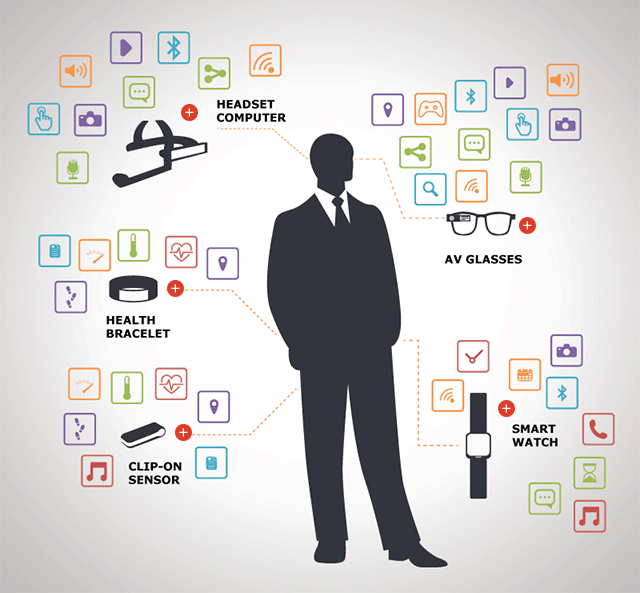 HEADSET
COMPUTER
AV GLASSES
HEALTH
BRACELET
SMART
WATCH
CLIP-ON
SENSOR